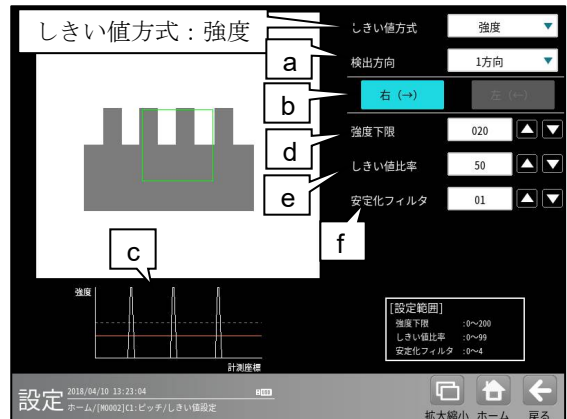 しきい値方式：強度
しきい値方式
強度
a
検出方向
1方向
b
右（→）
左（←）
d
強度下限
020
e
しきい値比率
50
安定化フィルタ
01
f
c
強度
計測座標
[設定範囲]
強度下限 :0～200
しきい値比率 :0～99
安定化フィルタ :0～4
設定
2018/04/10 13:23:04
ホーム/[M0002]C1:ピッチ/しきい値設定
拡大縮小
ホーム
戻る